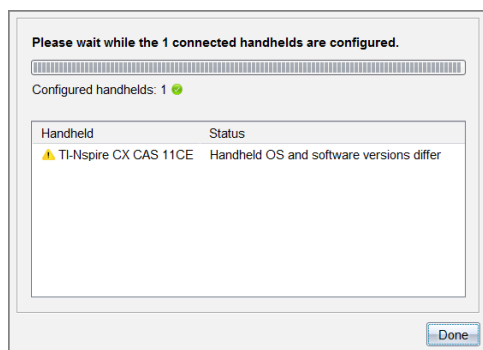 Please wait while the 1 connected handhelds are configured.
Configured handhelds: 1
Handheld Status
TI-Nspire CX CAS 11CE Handheld OS and software versions differ
Done